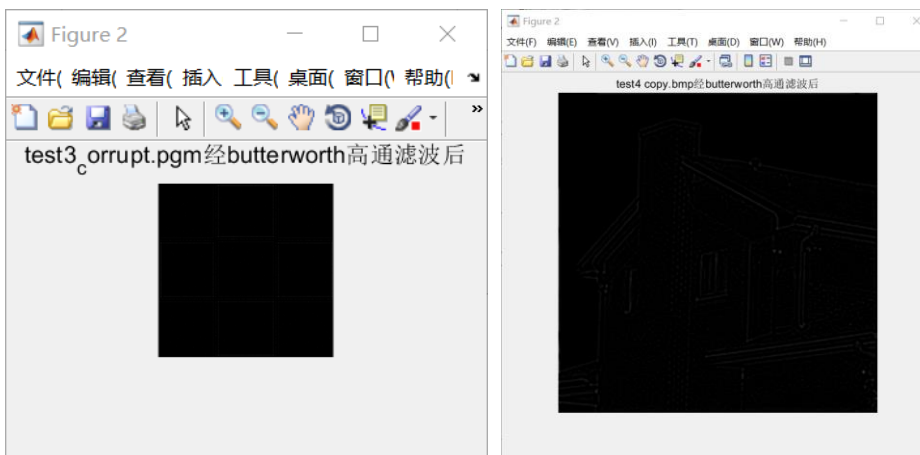 Figure 2
文件( 编辑( 查看( 插入 工具( 桌面( 窗口(\ 帮助(l
»
test3corrupt.pgm经butterworth高通滤波后
Figure 2
文件(F) 编辑(E) 查看(V) 插入(I) 工具(T) 桌面(D) 窗口(W) 帮助(H)
test4 copy.bmp经butterworth高通滤波后